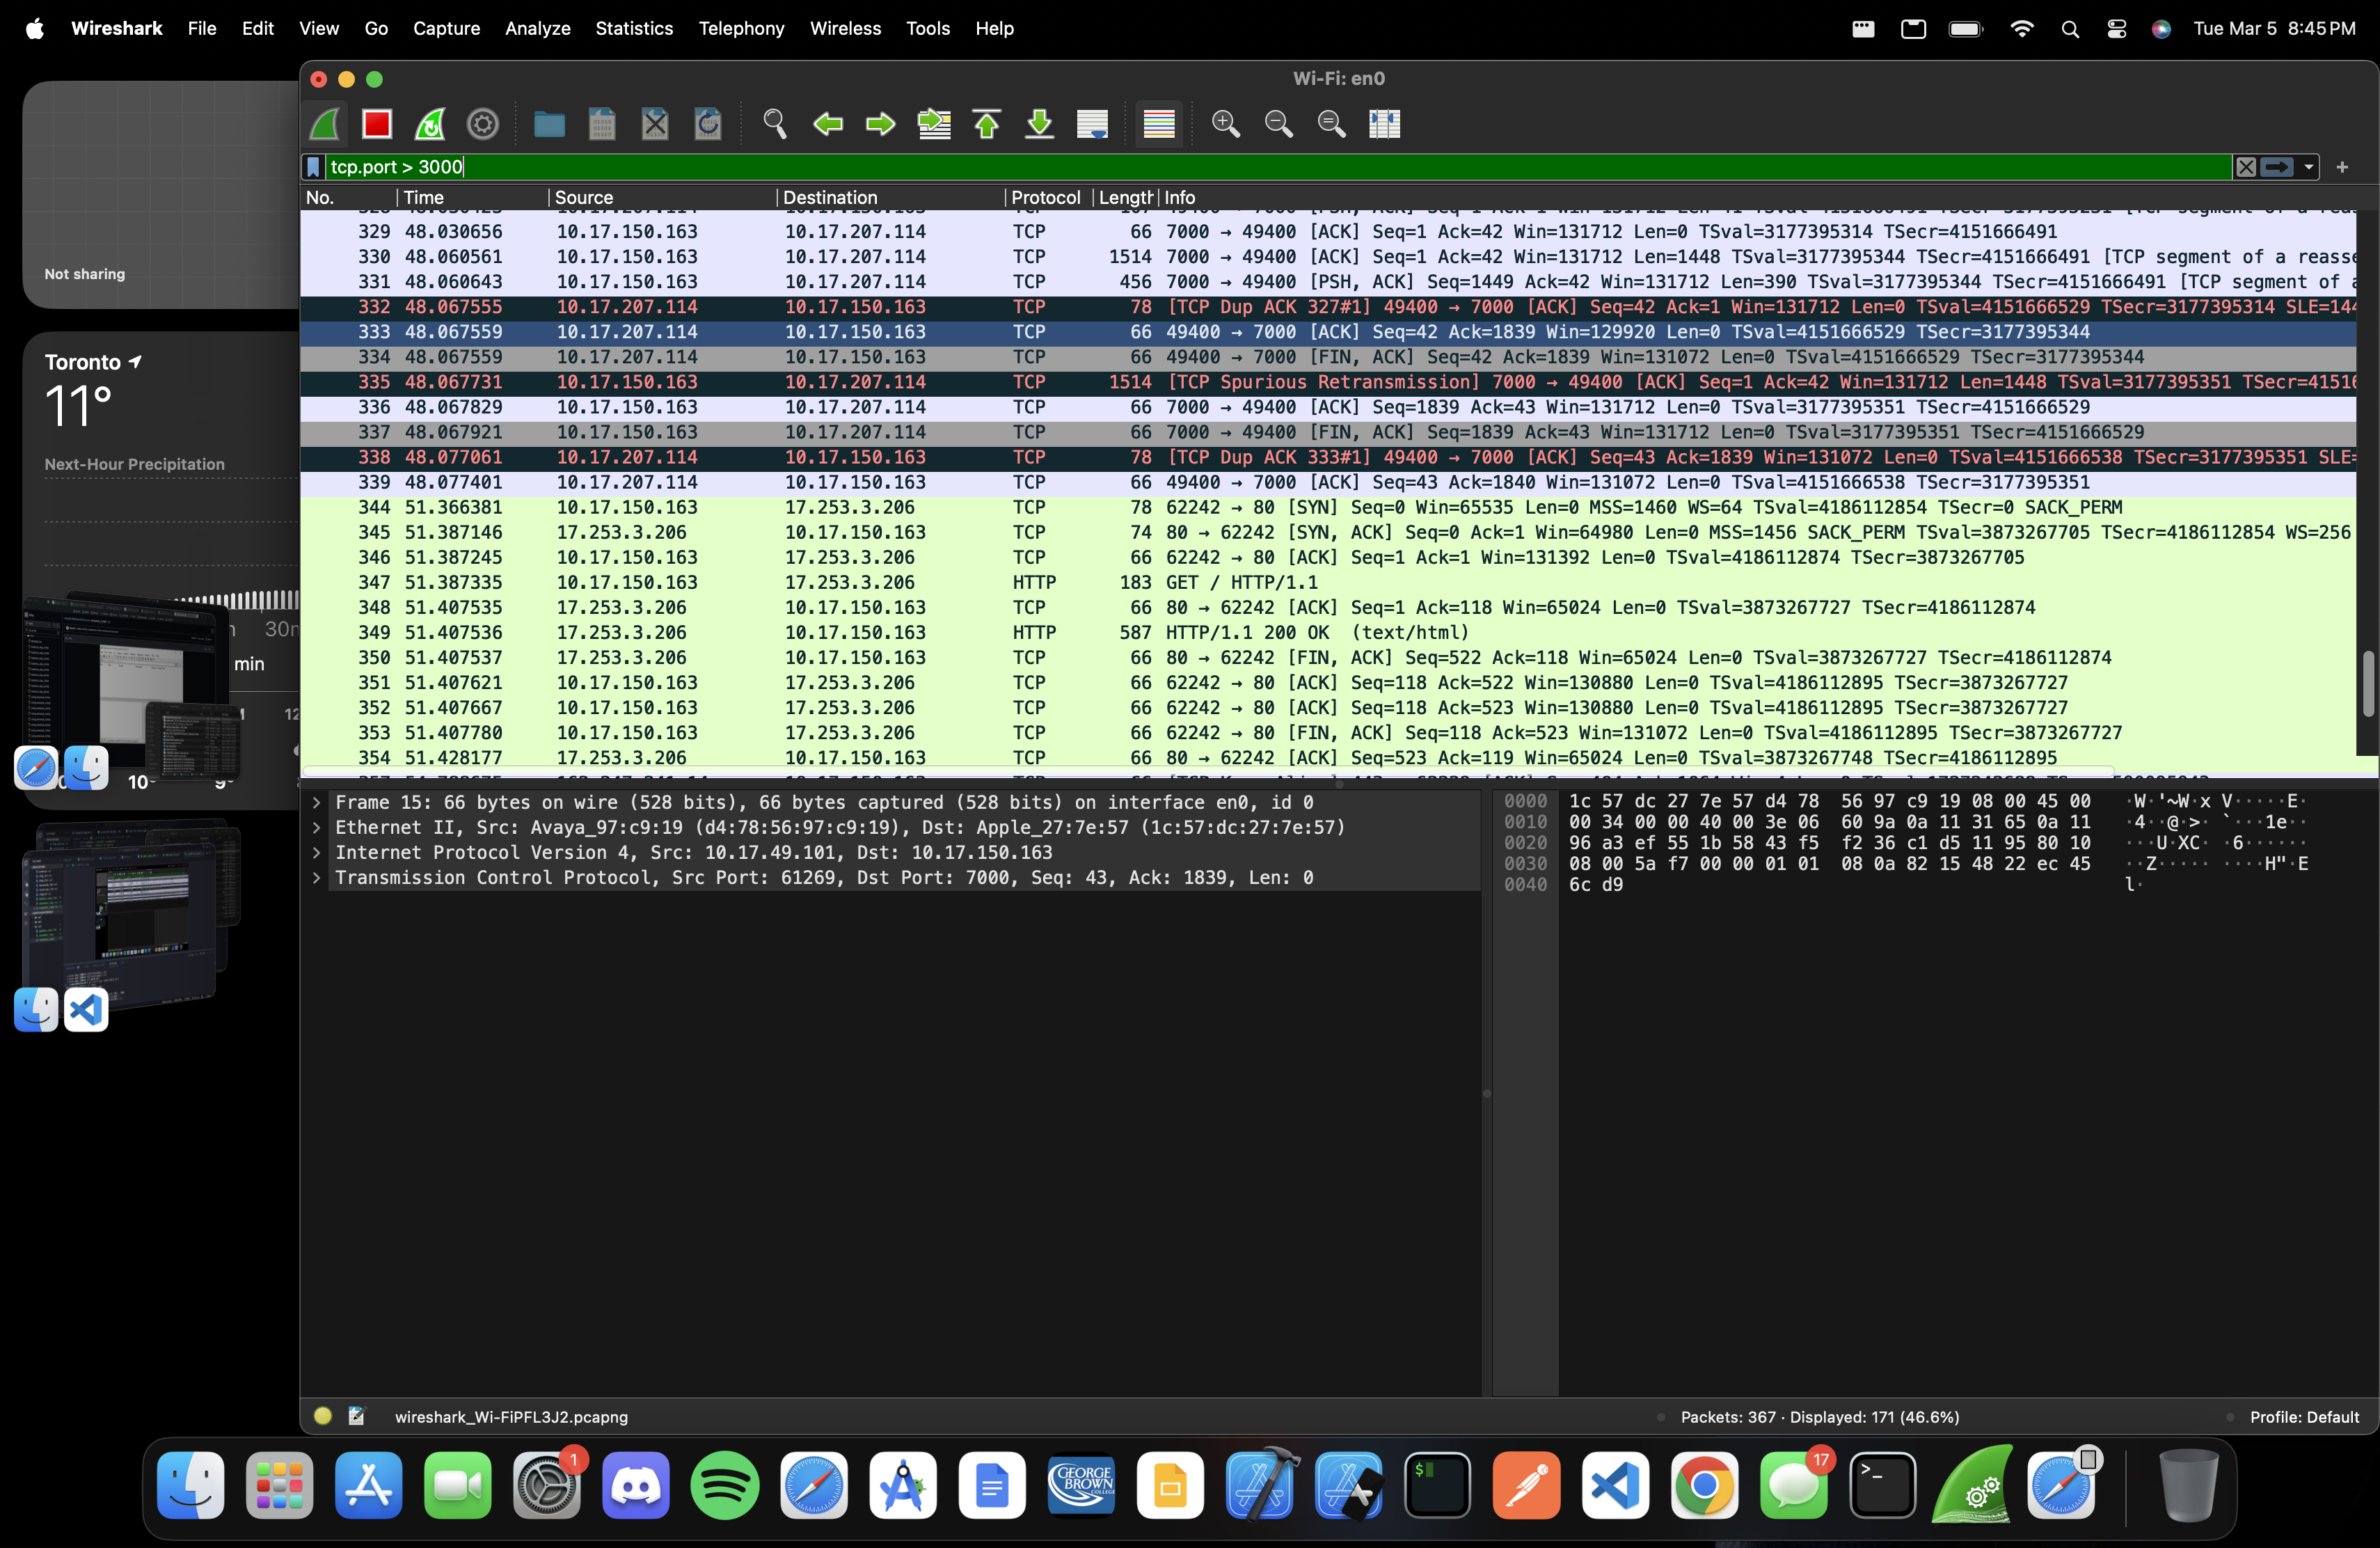 Wireshark File Edit View Go Capture Analyze Statistics Telephony Wireless Tools Help Tue Mar 5 8:45 PM
Not sharing
Toronto
11°
Next-Hour Precipitation
min
Wi-Fi: en0
tcp.port > 3000
No. Time Source Destination Protocol Length Info
329 48.030656 10.17.150.163 10.17.207.114 TCP 66 7000 → 49400 [ACK] Seq=1 Ack=42 Win=131712 Len=0 TSval=3177395314 TSecr=4151666491
330 48.060561 10.17.150.163 10.17.207.114 TCP 1514 7000 → 49400 [ACK] Seq=1 Ack=42 Win=131712 Len=1448 TSval=3177395344 TSecr=4151666491 [TCP segment of a reasse
331 48.060643 10.17.150.163 10.17.207.114 TCP 456 7000 → 49400 [PSH, ACK] Seq=1449 Ack=42 Win=131712 Len=390 TSval=3177395344 TSecr=4151666491 [TCP segment of a
332 48.067555 10.17.207.114 10.17.150.163 TCP 78 [TCP Dup ACK 327#1] 49400 → 7000 [ACK] Seq=42 Ack=1 Win=131712 Len=0 TSval=4151666529 TSecr=3177395314 SLE=144
333 48.067559 10.17.207.114 10.17.150.163 TCP 66 49400 → 7000 [ACK] Seq=42 Ack=1839 Win=129920 Len=0 TSval=4151666529 TSecr=3177395344
334 48.067559 10.17.207.114 10.17.150.163 TCP 66 49400 → 7000 [FIN, ACK] Seq=42 Ack=1839 Win=131072 Len=0 TSval=4151666529 TSecr=3177395344
335 48.067731 10.17.150.163 10.17.207.114 TCP 1514 [TCP Spurious Retransmission] 7000 → 49400 [ACK] Seq=1 Ack=42 Win=131712 Len=1448 TSval=3177395351 TSecr=41516
336 48.067829 10.17.150.163 10.17.207.114 TCP 66 7000 → 49400 [ACK] Seq=1839 Ack=43 Win=131712 Len=0 TSval=3177395351 TSecr=4151666529
337 48.067921 10.17.150.163 10.17.207.114 TCP 66 7000 → 49400 [FIN, ACK] Seq=1839 Ack=43 Win=131712 Len=0 TSval=3177395351 TSecr=4151666529
338 48.077061 10.17.207.114 10.17.150.163 TCP 78 [TCP Dup ACK 333#1] 49400 → 7000 [ACK] Seq=43 Ack=1839 Win=131072 Len=0 TSval=4151666538 TSecr=3177395351 SLE=
339 48.077401 10.17.207.114 10.17.150.163 TCP 66 49400 → 7000 [ACK] Seq=43 Ack=1840 Win=131072 Len=0 TSval=4151666538 TSecr=3177395351
344 51.366381 10.17.150.163 17.253.3.206 TCP 78 62242 → 80 [SYN] Seq=0 Win=65535 Len=0 MSS=1460 WS=64 TSval=4186112854 TSecr=0 SACK_PERM
345 51.387146 17.253.3.206 10.17.150.163 TCP 74 80 → 62242 [SYN, ACK] Seq=0 Ack=1 Win=64980 Len=0 MSS=1456 SACK_PERM TSval=3873267705 TSecr=4186112854 WS=256
346 51.387245 10.17.150.163 17.253.3.206 TCP 66 62242 → 80 [ACK] Seq=1 Ack=1 Win=131392 Len=0 TSval=4186112874 TSecr=3873267705
347 51.387335 10.17.150.163 17.253.3.206 HTTP 183 GET / HTTP/1.1
348 51.407535 17.253.3.206 10.17.150.163 TCP 66 80 → 62242 [ACK] Seq=1 Ack=118 Win=65024 Len=0 TSval=3873267727 TSecr=4186112874
349 51.407536 17.253.3.206 10.17.150.163 HTTP 587 HTTP/1.1 200 OK (text/html)
350 51.407537 17.253.3.206 10.17.150.163 TCP 66 80 → 62242 [FIN, ACK] Seq=522 Ack=118 Win=65024 Len=0 TSval=3873267727 TSecr=4186112874
351 51.407621 10.17.150.163 17.253.3.206 TCP 66 62242 → 80 [ACK] Seq=118 Ack=522 Win=130880 Len=0 TSval=4186112895 TSecr=3873267727
352 51.407667 10.17.150.163 17.253.3.206 TCP 66 62242 → 80 [ACK] Seq=118 Ack=523 Win=130880 Len=0 TSval=4186112895 TSecr=3873267727
353 51.407780 10.17.150.163 17.253.3.206 TCP 66 62242 → 80 [FIN, ACK] Seq=118 Ack=523 Win=131072 Len=0 TSval=4186112895 TSecr=3873267727
354 51.428177 17.253.3.206 10.17.150.163 TCP 66 80 → 62242 [ACK] Seq=523 Ack=119 Win=65024 Len=0 TSval=3873267748 TSecr=4186112895
Frame 15: 66 bytes on wire (528 bits), 66 bytes captured (528 bits) on interface en0, id 0
Ethernet II, Src: Avaya_97:c9:19 (d4:78:56:97:c9:19), Dst: Apple_27:7e:57 (1c:57:dc:27:7e:57)
Internet Protocol Version 4, Src: 10.17.49.101, Dst: 10.17.150.163
Transmission Control Protocol, Src Port: 61269, Dst Port: 7000, Seq: 43, Ack: 1839, Len: 0
0000 1c 57 dc 27 7e 57 d4 78 56 97 c9 19 08 00 45 00 ·W·'~W·x V·····E·
0010 00 34 00 00 40 00 3e 06 60 9a 0a 11 31 65 0a 11 ·4··@·>· `···1e··
0020 96 a3 ef 55 1b 58 43 f5 f2 36 c1 d5 11 95 80 10 ···U·XC· ·6······
0030 08 00 5a f7 00 00 01 01 08 0a 82 15 48 22 ec 45 ··Z····· ····H"·E
0040 6c d9 l·
wireshark_Wi-FiPFL3J2.pcapng Packets: 367 · Displayed: 171 (46.6%) Profile: Default
1
GEORGE BROWN
17